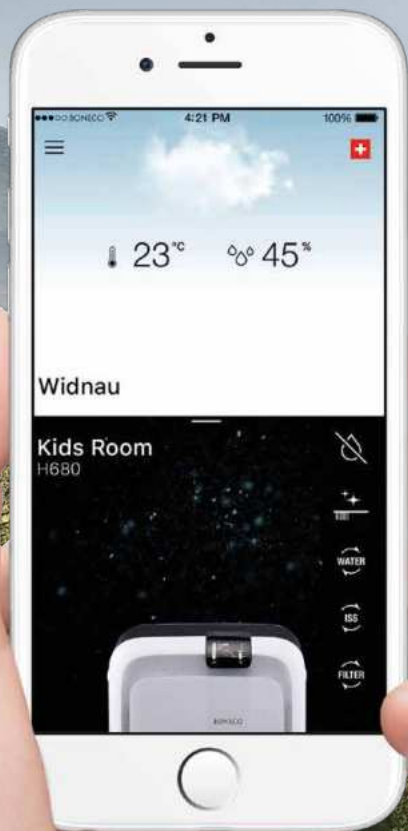 BONECO
4:21 PM
100%
23°C
45%
Widnau
Kids Room
H680
WATER
ISS
FILTER
BONECO